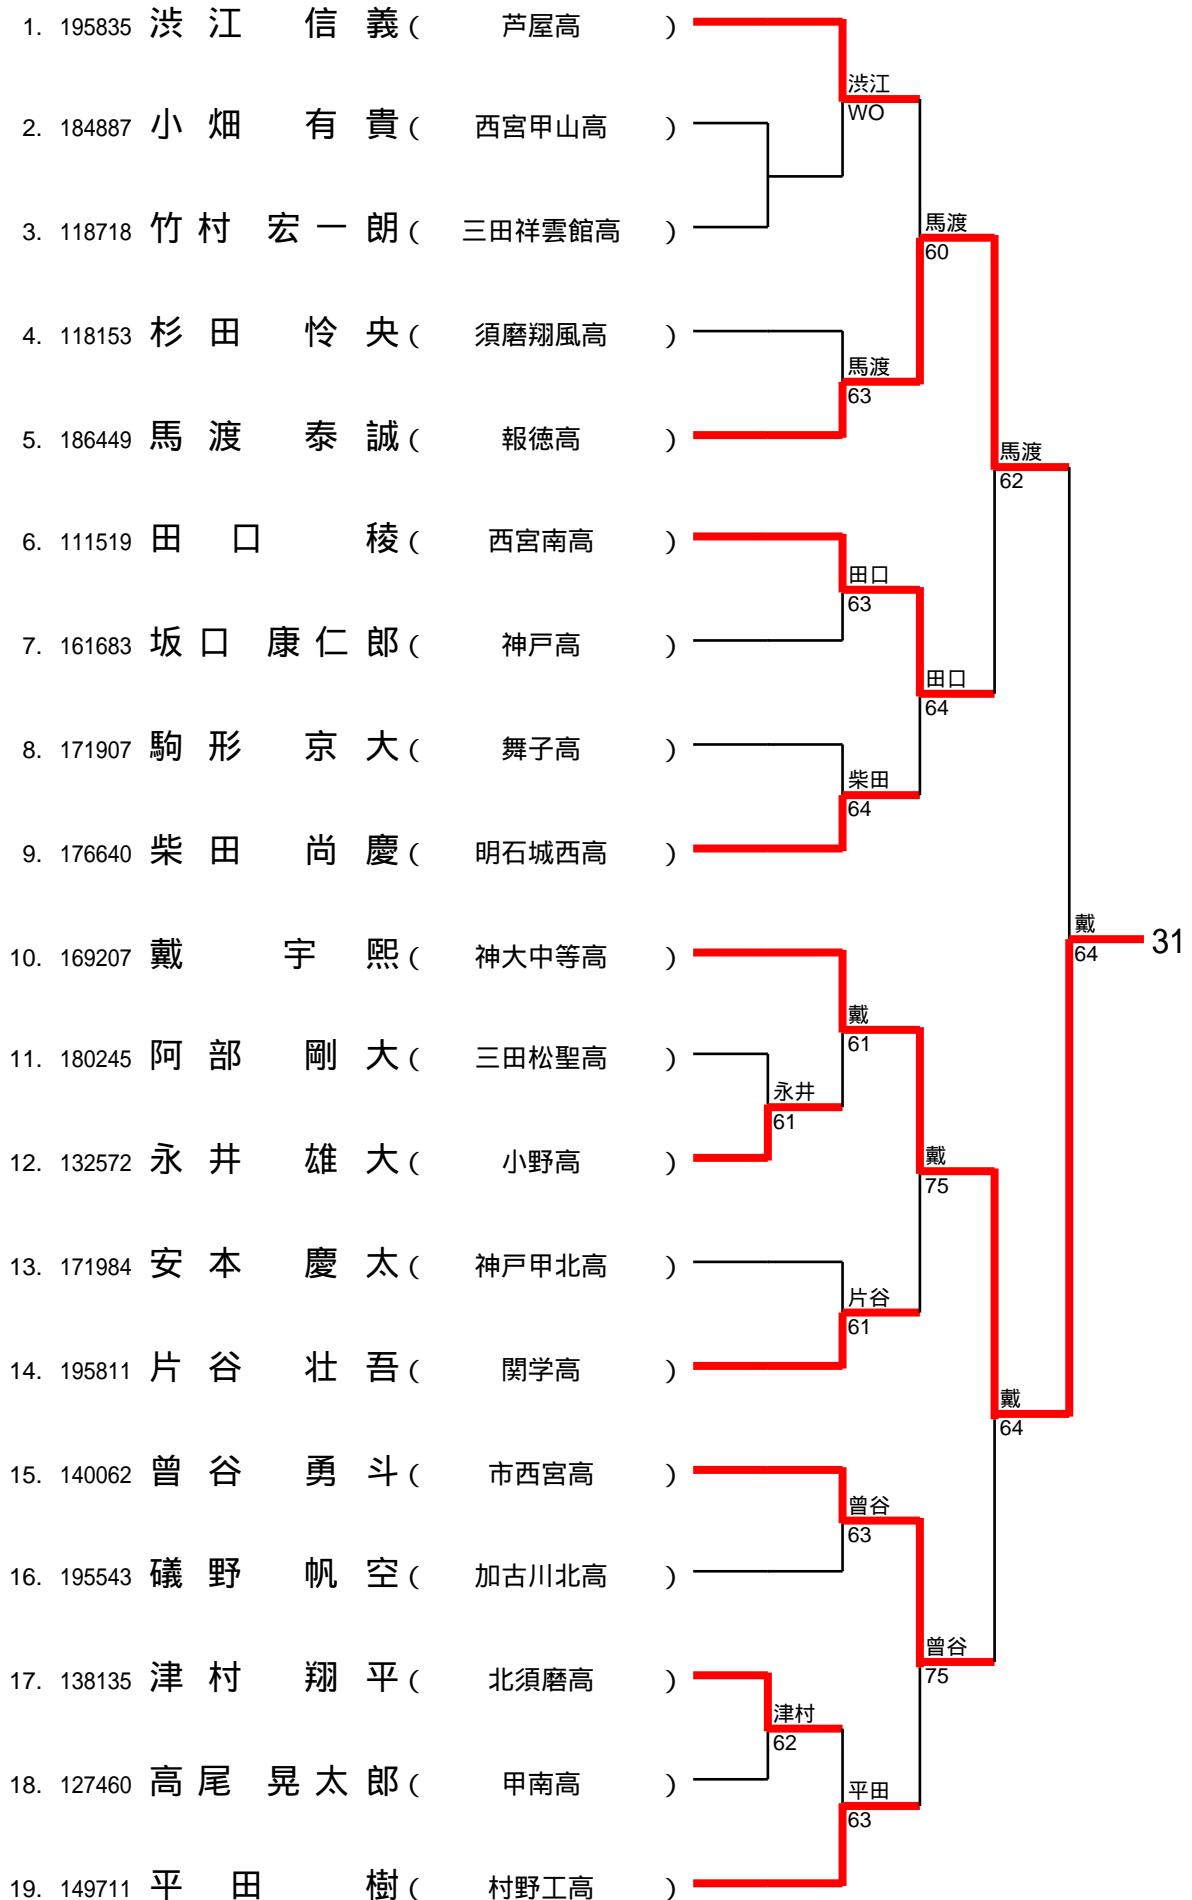 1. 195835 渋江 信義 ( 芦屋高 )
渋江
WO
2. 184887 小畑 有貴 ( 西宮甲山高 )
3. 118718 竹村 宏一朗 ( 三田祥雲館高 )
馬渡
60
4. 118153 杉田 怜央 ( 須磨翔風高 )
馬渡
63
5. 186449 馬渡 泰誠 ( 報徳高 )
馬渡
62
6. 111519 田口 稜 ( 西宮南高 )
田口
63
7. 161683 坂口 康仁郎 ( 神戸高 )
田口
64
8. 171907 駒形 京大 ( 舞子高 )
柴田
64
9. 176640 柴田 尚慶 ( 明石城西高 )
戴
64
31
10. 169207 戴 宇熙 ( 神大中等高 )
戴
61
11. 180245 阿部 剛大 ( 三田松聖高 )
永井
61
12. 132572 永井 雄大 ( 小野高 )
戴
75
13. 171984 安本 慶太 ( 神戸甲北高 )
片谷
61
14. 195811 片谷 壮吾 ( 関学高 )
戴
64
15. 140062 曽谷 勇斗 ( 市西宮高 )
曽谷
63
16. 195543 礒野 帆空 ( 加古川北高 )
曽谷
75
17. 138135 津村 翔平 ( 北須磨高 )
津村
62
18. 127460 高尾 晃太郎 ( 甲南高 )
平田
63
19. 149711 平田 樹 ( 村野工高 )